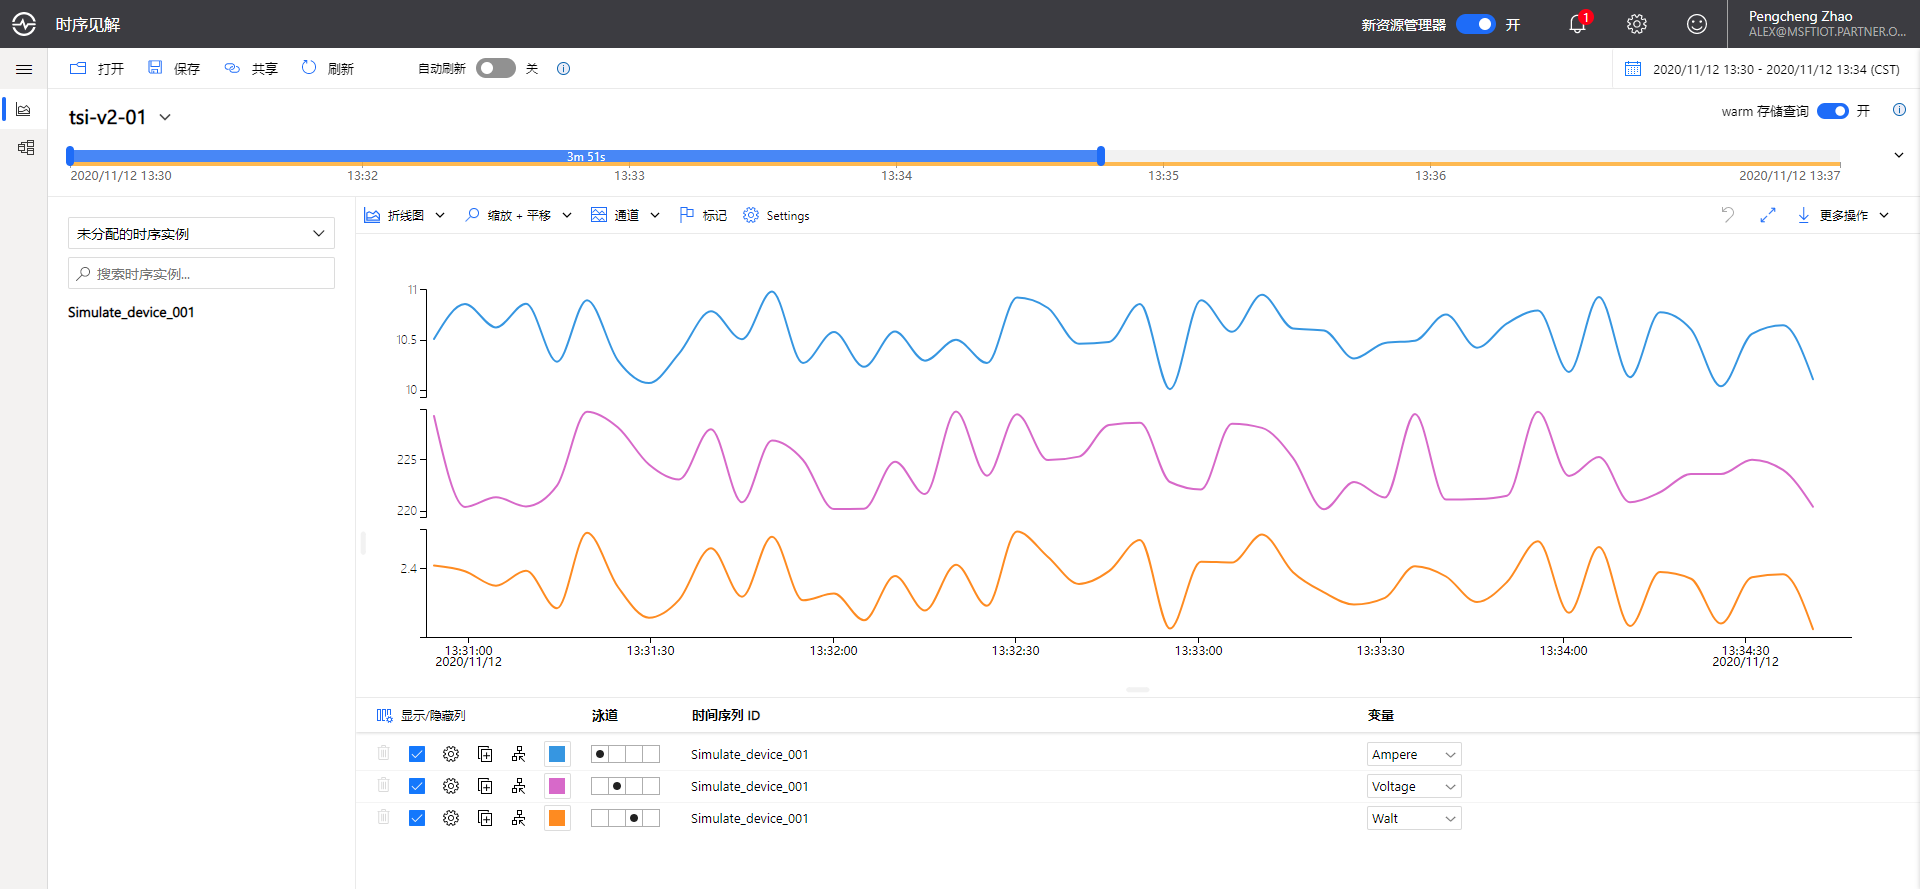 时序见解
新资源管理器 开 1
Pengcheng Zhao
ALEX@MSFTIOT.PARTNER.O...
打开 保存 共享 刷新 自动刷新 关 2020/11/12 13:30 - 2020/11/12 13:34 (CST)
tsi-v2-01
warm 存储查询 开
3m 51s
2020/11/12 13:30 13:32 13:33 13:34 13:35 13:36 2020/11/12 13:37
未分配的时序实例
搜索时序实例...
Simulate_device_001
折线图 缩放 + 平移 通道 标记 Settings 更多操作
11
10.5
10
225
220
2.4
13:31:00 13:31:30 13:32:00 13:32:30 13:33:00 13:33:30 13:34:00 13:34:30
2020/11/12 2020/11/12
显示/隐藏列 泳道 时间序列 ID 变量
Simulate_device_001 Ampere
Simulate_device_001 Voltage
Simulate_device_001 Walt